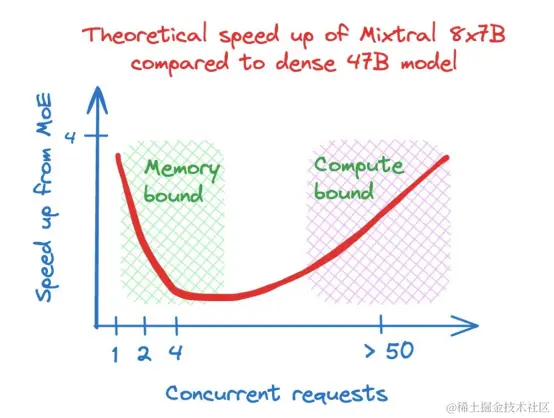 Theoretical speed up of Mixtral 8x7B
compared to dense 47B model
Speed up from MoE
4
Memory
bound
Compute
bound
1
2
4
> 50
Concurrent requests
@稀土掘金技术社区